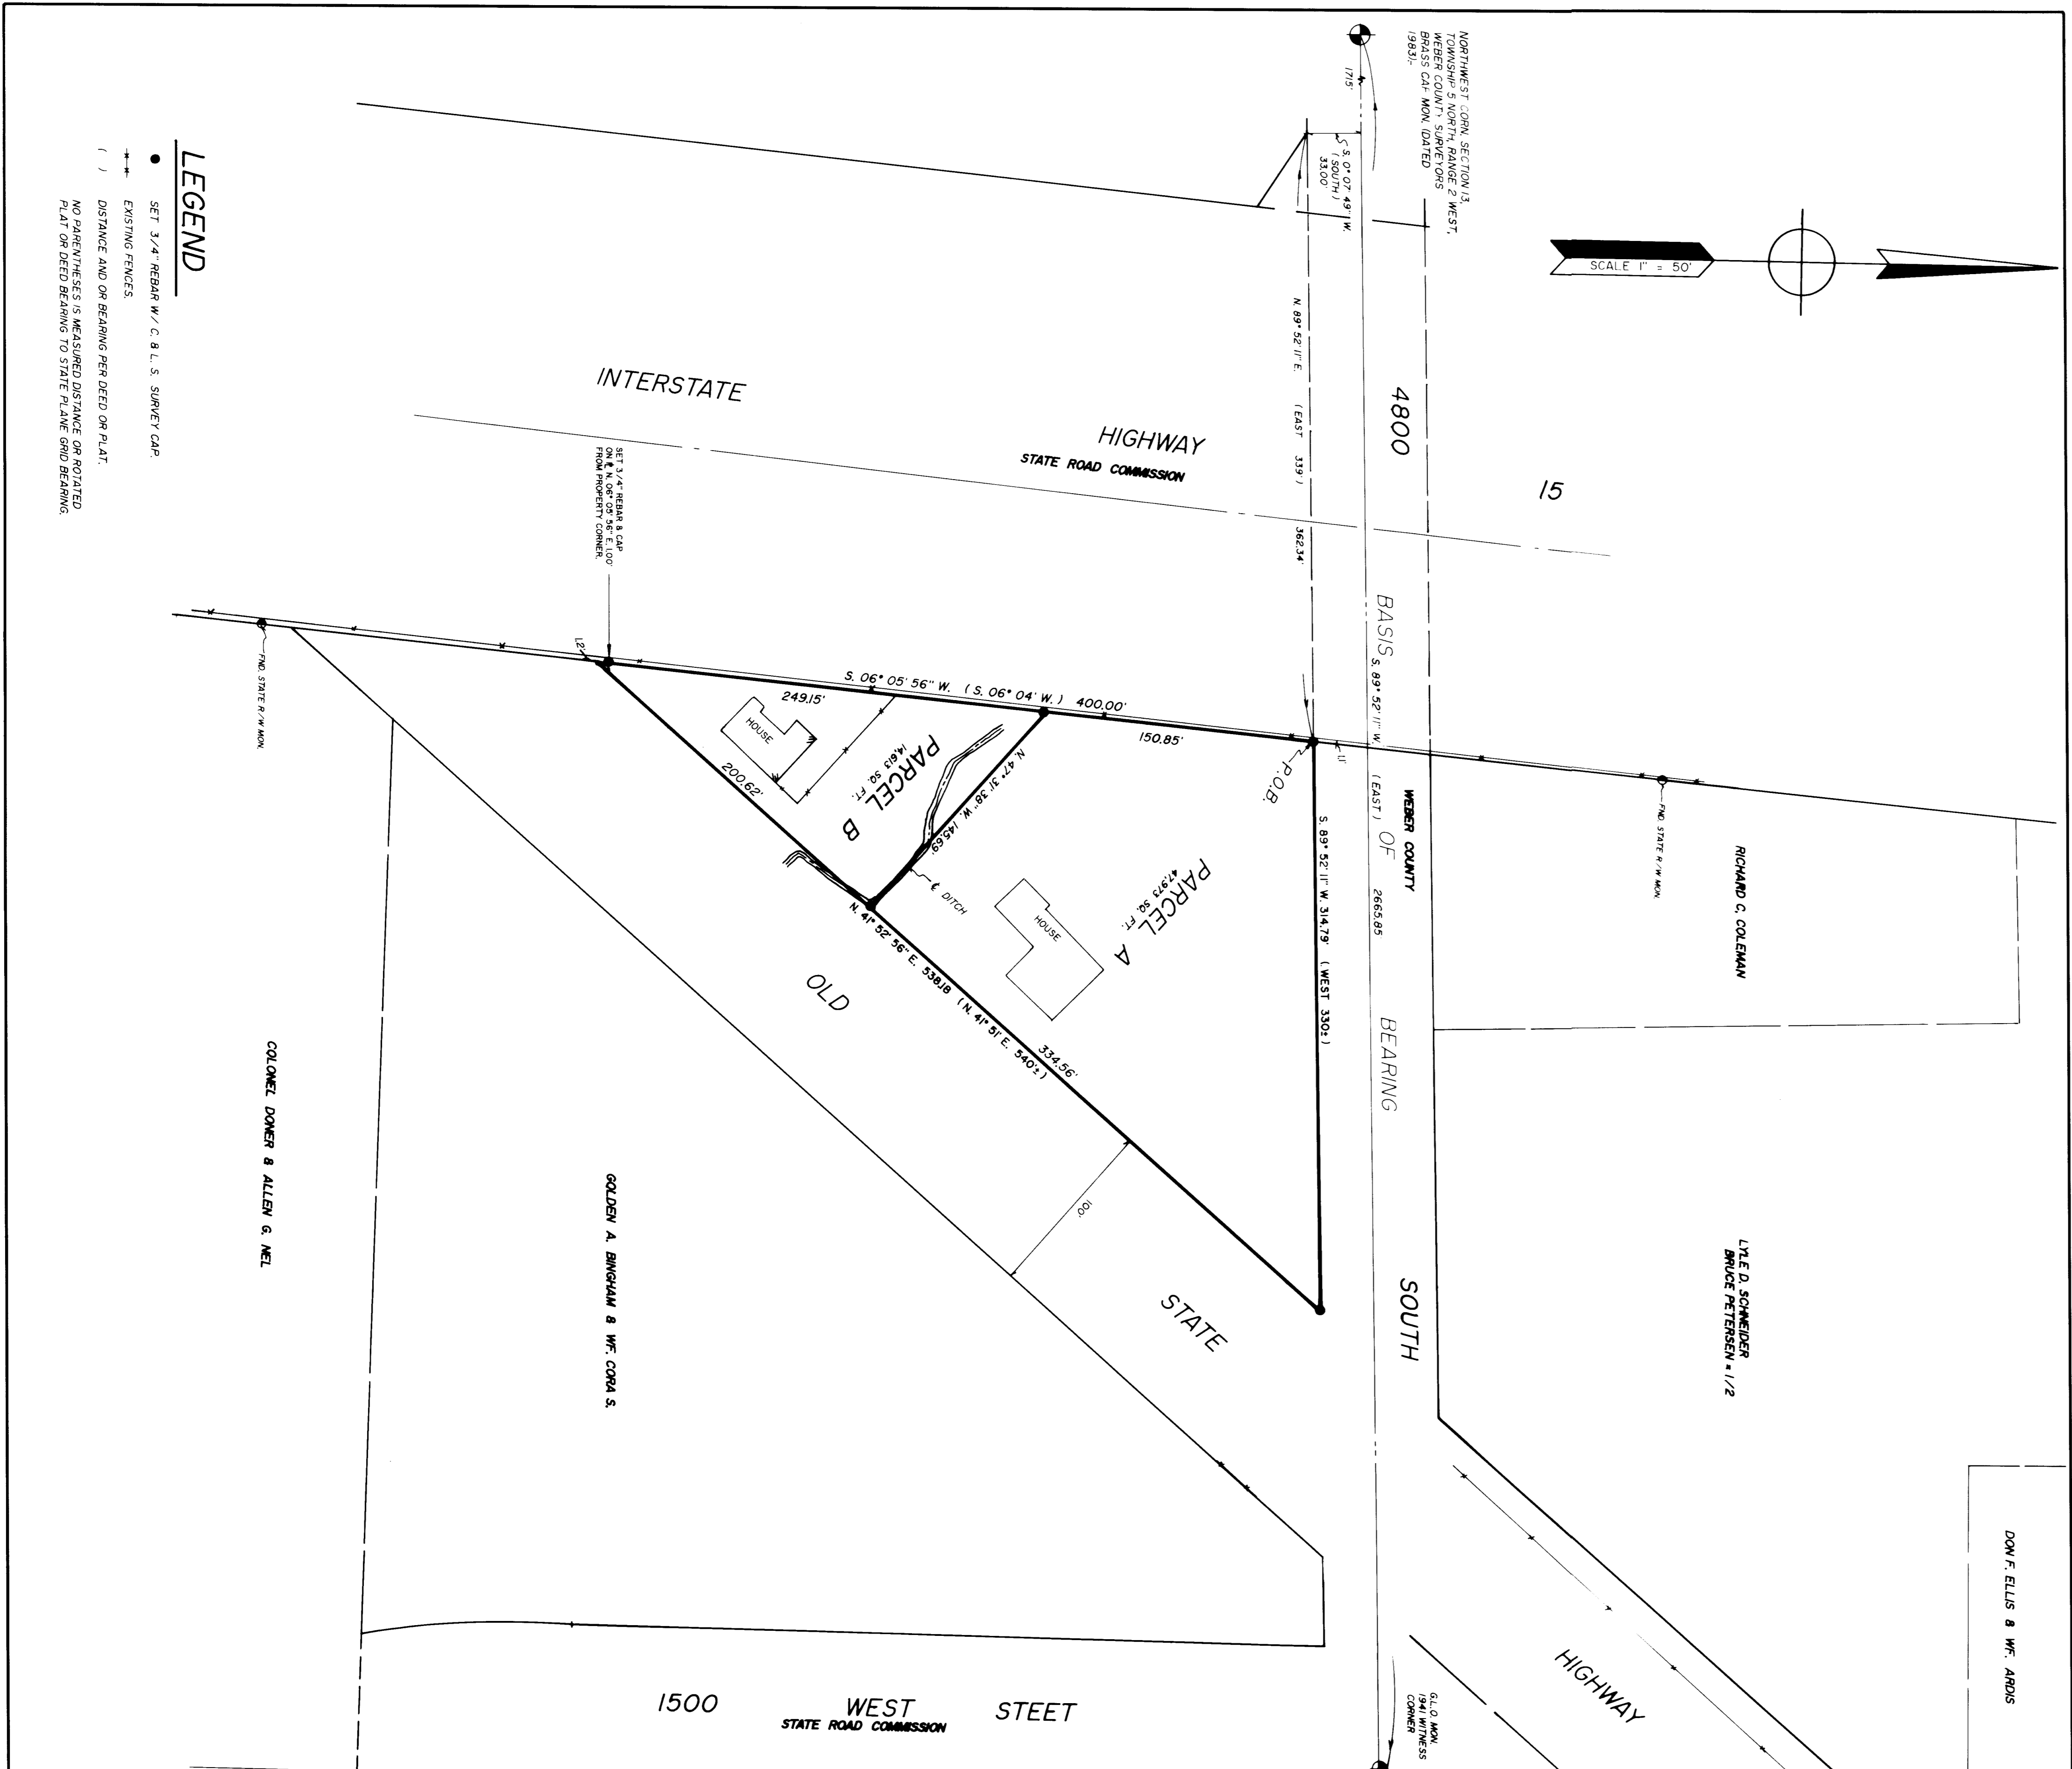 NORTHWEST CORN. SECTION 13,
TOWNSHIP 5 NORTH, RANGE 2 WEST,
WEBER COUNTY SURVEYORS
BRASS CAP MON. (DATED
1983).
1715'
S. 0° 07' 49" W.
( SOUTH )
33.00'
SCALE 1" = 50'
N. 89° 52' 11" E. ( EAST 339' ) 362.34'
4800
SOUTH
15
INTERSTATE
HIGHWAY
STATE ROAD COMMISSION
BASIS OF BEARING
S. 89° 52' 11" W. (EAST) 2665.85
WEBER COUNTY
SET 3/4" REBAR & CAP
ON ℄ N. 06° 05' 56" E. 1.00'
FROM PROPERTY CORNER.
1.2'
FND. STATE R/W MON.
S. 06° 05' 56" W. ( S. 06° 04' W. ) 400.00'
249.15'
150.85'
1.1'
P.O.B.
FND. STATE R/W MON.
HOUSE
PARCEL B
14,613 SQ. FT.
200.62'
N. 47° 31' 38" W. 145.69'
℄ DITCH
HOUSE
PARCEL A
47,973 SQ. FT.
S. 89° 52' 11" W. 314.79' ( WEST 330± )
N. 41° 52' 56" E. 538.18 ( N. 41° 51' E. 540'± )
334.56'
100'
OLD
STATE
HIGHWAY
RICHARD C. COLEMAN
LYLE D. SCHNEIDER
BRUCE PETERSEN = 1/2
DON F. ELLIS & WF. ARDIS
COLONEL DONER & ALLEN G. NEL
GOLDEN A. BINGHAM & WF. CORA S.
1500 WEST STEET
STATE ROAD COMMISSION
G.L.O. MON.
1941 WITNESS
CORNER
LEGEND
SET 3/4" REBAR W/ C. & L. S. SURVEY CAP.
EXISTING FENCES.
( ) DISTANCE AND OR BEARING PER DEED OR PLAT.
NO PARENTHESES IS MEASURED DISTANCE OR ROTATED
PLAT OR DEED BEARING TO STATE PLANE GRID BEARING.